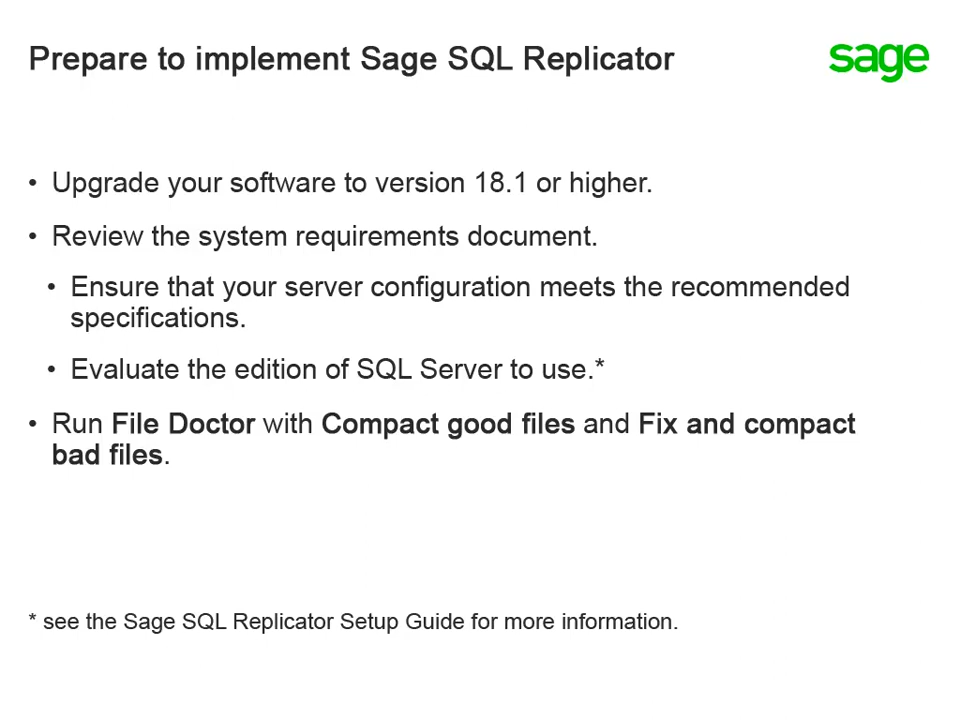 Prepare to implement Sage SQL Replicator
sage
• Upgrade your software to version 18.1 or higher.
• Review the system requirements document.
• Ensure that your server configuration meets the recommended
specifications.
• Evaluate the edition of SQL Server to use.*
• Run File Doctor with Compact good files and Fix and compact
bad files.
* see the Sage SQL Replicator Setup Guide for more information.